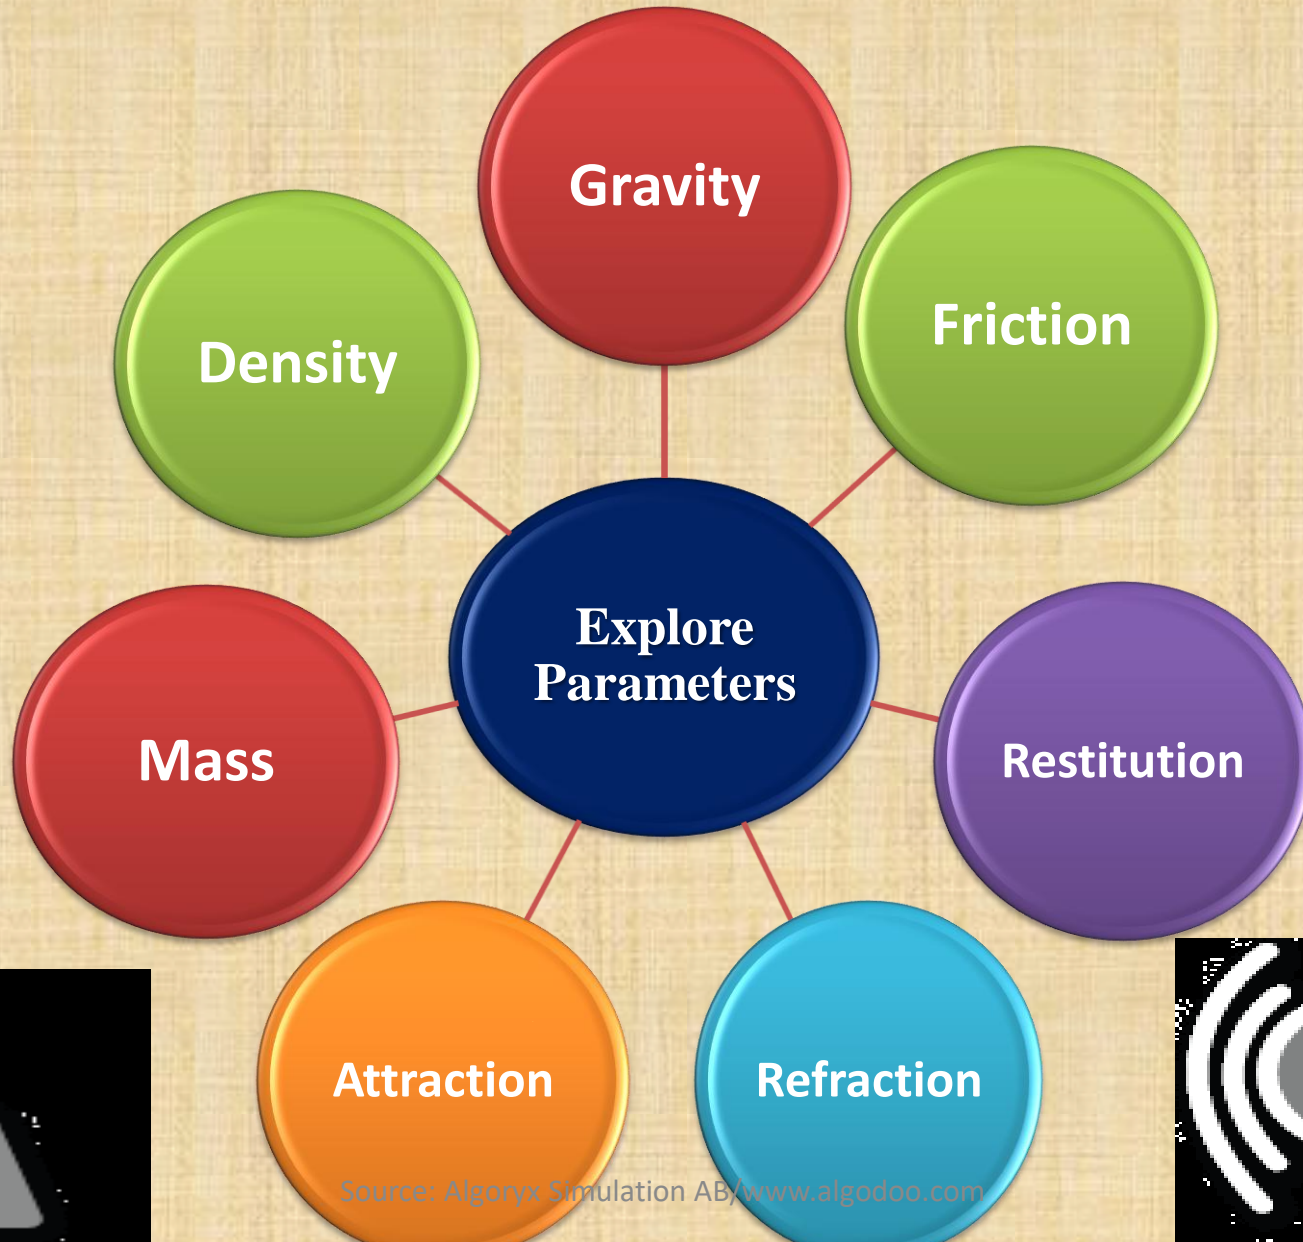 Gravity
Friction
Density
Explore
Parameters
Mass
Restitution
Attraction
Refraction
Source: Algoryx Simulation AB/www.algodoo.com